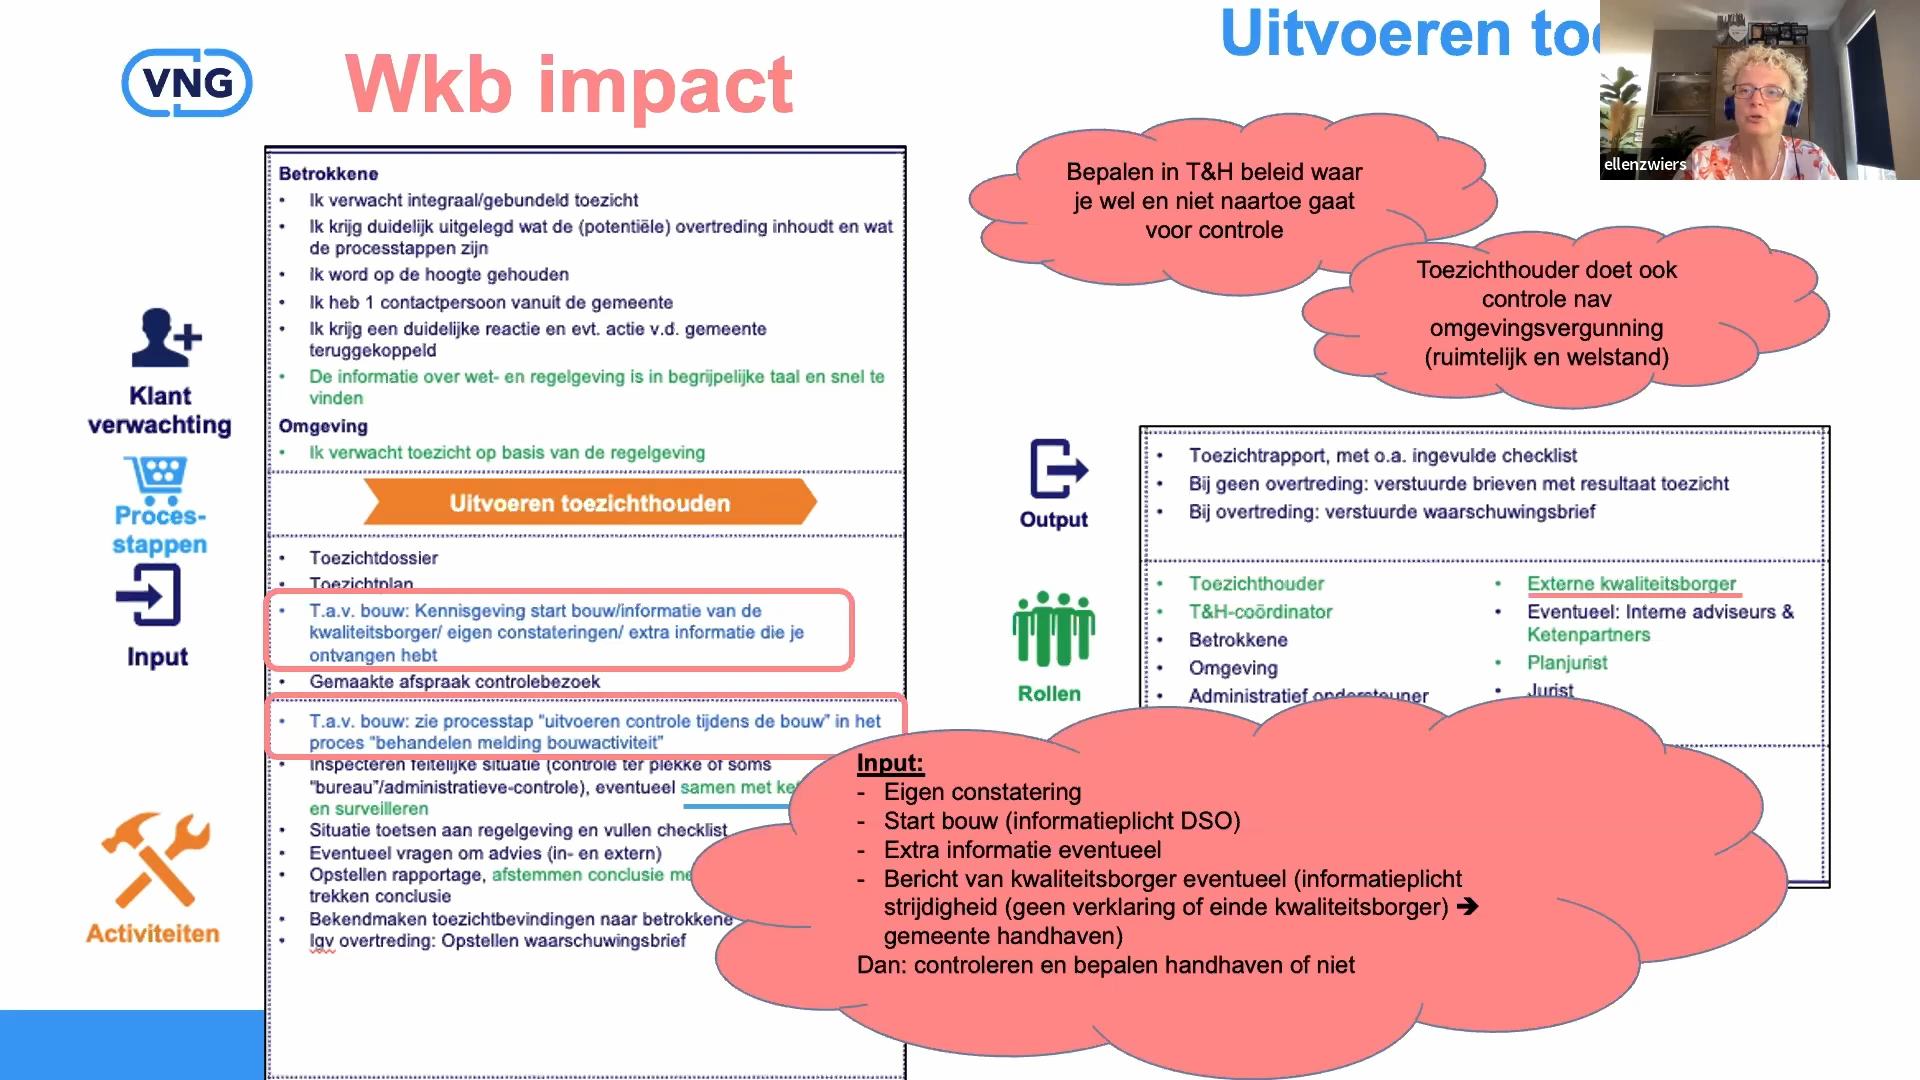 VNG
Wkb impact
Uitvoeren
ellenzwiers
Bepalen in T&H beleid waar
je wel en niet naartoe gaat
voor controle
Toezichthouder doet ook
controle nav
omgevingsvergunning
(ruimtelijk en welstand)
Klant
verwachting
Betrokkene
• Ik verwacht integraal/gebundeld toezicht
• Ik krijg duidelijk uitgelegd wat de (potentiële) overtreding inhoudt en wat
de processtappen zijn
• Ik word op de hoogte gehouden
• Ik heb 1 contactpersoon vanuit de gemeente
• Ik krijg een duidelijke reactie en evt. actie v.d. gemeente
teruggekoppeld
• De informatie over wet- en regelgeving is in begrijpelijke taal en snel te
vinden
Omgeving
• Ik verwacht toezicht op basis van de regelgeving
Proces-
stappen
Uitvoeren toezichthouden
Input
• Toezichtdossier
• Toezichtplan
• T.a.v. bouw: Kennisgeving start bouw/informatie van de
kwaliteitsborger/ eigen constateringen/ extra informatie die je
ontvangen hebt
• Gemaakte afspraak controlebezoek
Activiteiten
• T.a.v. bouw: zie processtap “uitvoeren controle tijdens de bouw” in het
proces “behandelen melding bouwactiviteit”
• Inspecteren feitelijke situatie (controle ter plekke of soms
“bureau”/administratieve-controle), eventueel samen met
en surveilleren
• Situatie toetsen aan regelgeving en vullen checklist
• Eventueel vragen om advies (in- en extern)
• Opstellen rapportage, afstemmen conclusie
trekken conclusie
• Bekendmaken toezichtbevindingen naar betrokkene
• Igv overtreding: Opstellen waarschuwingsbrief
Output
• Toezichtrapport, met o.a. ingevulde checklist
• Bij geen overtreding: verstuurde brieven met resultaat toezicht
• Bij overtreding: verstuurde waarschuwingsbrief
Rollen
• Toezichthouder
• T&H-coördinator
• Betrokkene
• Omgeving
• Administratief ondersteuner
• Externe kwaliteitsborger
• Eventueel: Interne adviseurs &
Ketenpartners
• Planjurist
• Jurist
Input:
- Eigen constatering
- Start bouw (informatieplicht DSO)
- Extra informatie eventueel
- Bericht van kwaliteitsborger eventueel (informatieplicht
strijdigheid (geen verklaring of einde kwaliteitsborger) ➔
gemeente handhaven)
Dan: controleren en bepalen handhaven of niet